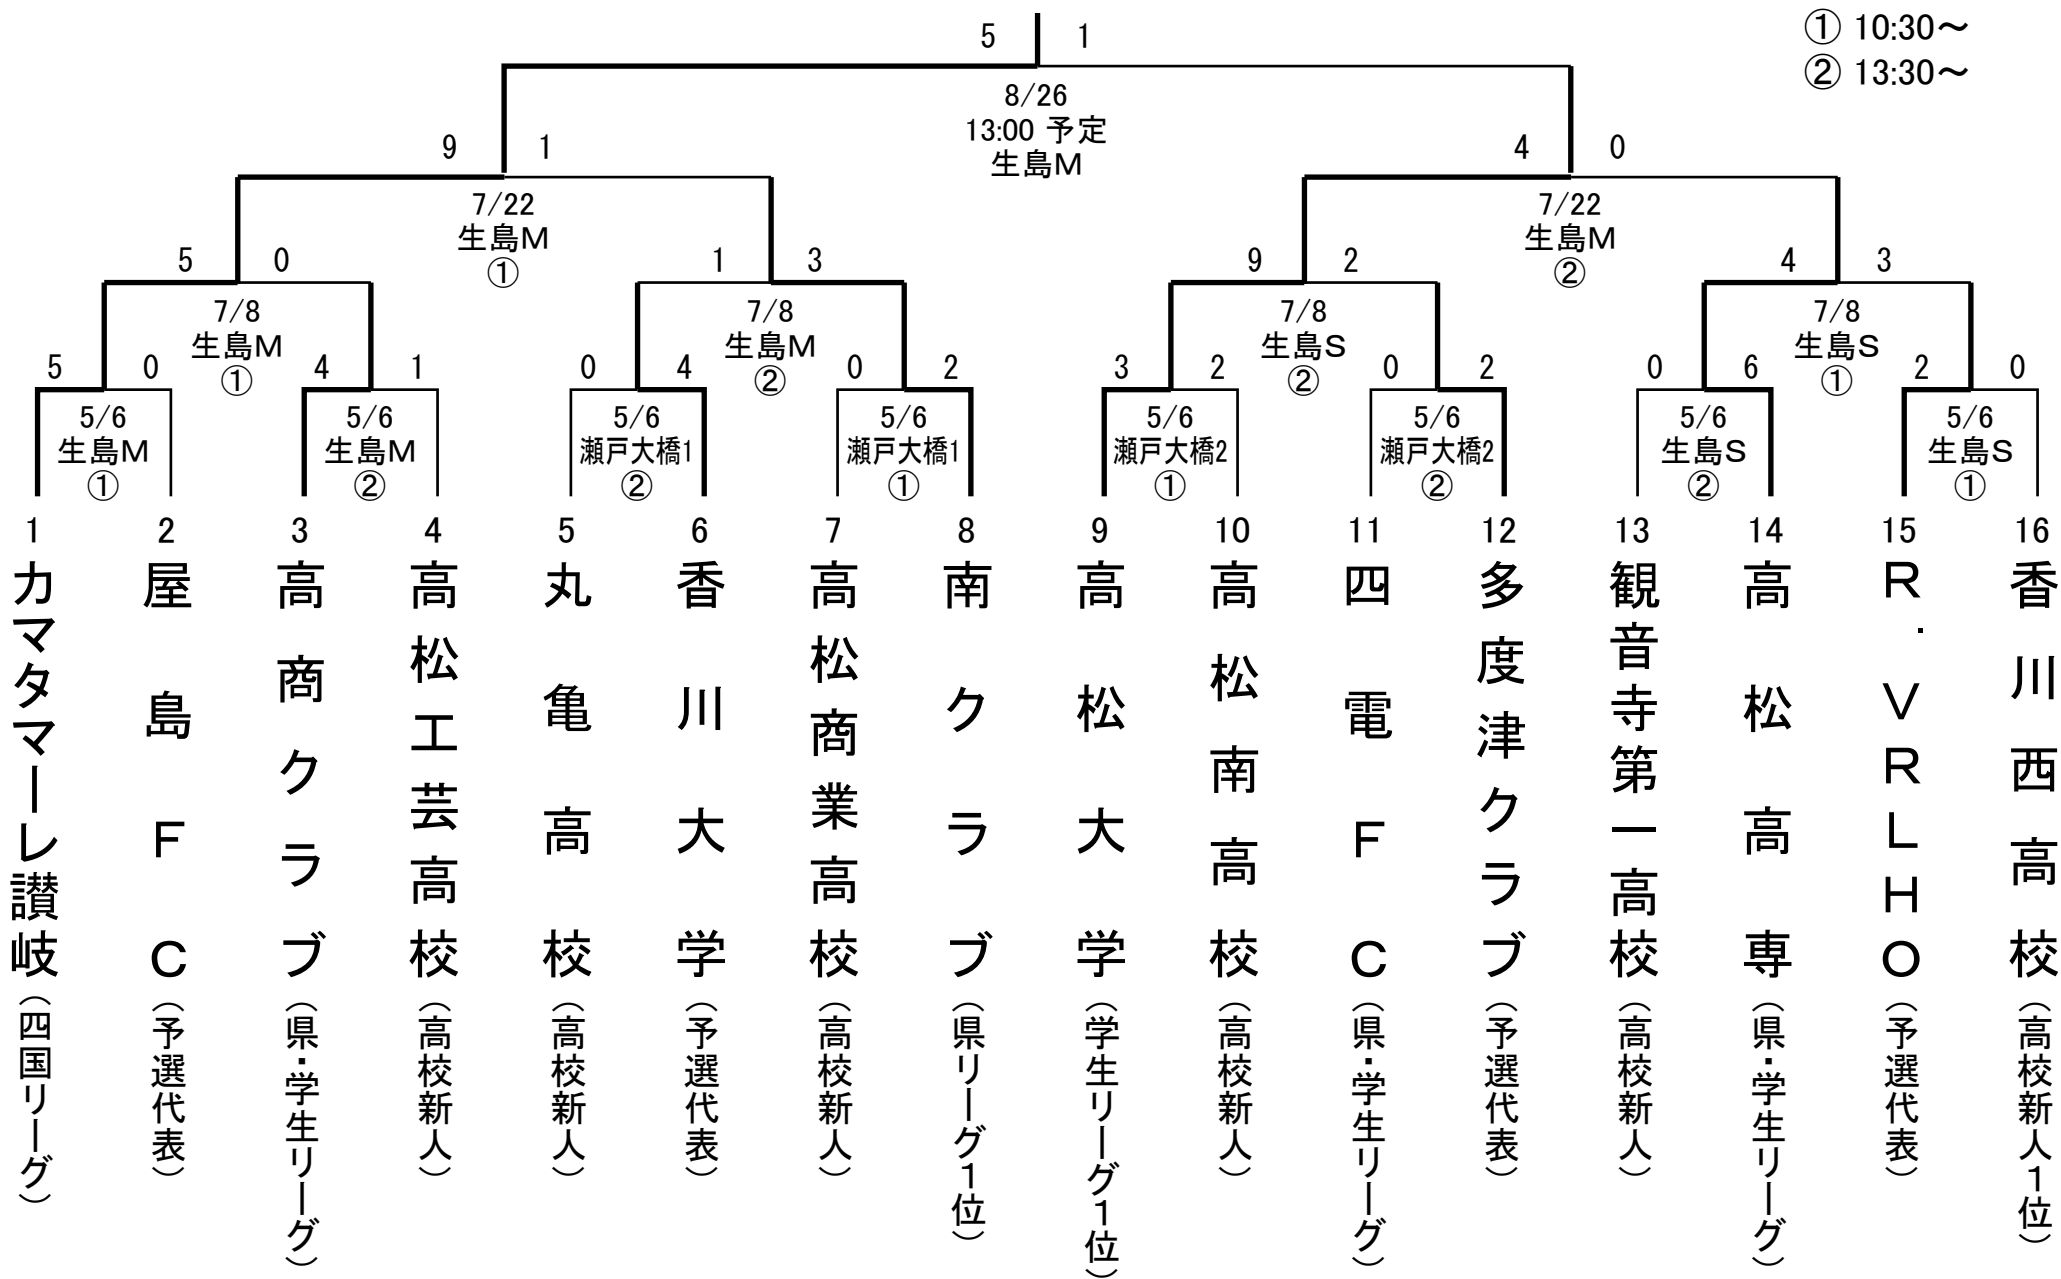 ① 10:30～
② 13:30～
5 1
8/26
13:00 予定
生島M
9 1
4 0
7/22
生島M
①
7/22
生島M
②
5 0
1 3
9 2
4 3
7/8
生島M
①
7/8
生島M
②
7/8
生島S
②
7/8
生島S
①
5 0
4 1
0 4
0 2
3 2
0 2
0 6
2 0
5/6
生島M
①
5/6
生島M
②
5/6
瀬戸大橋1
②
5/6
瀬戸大橋1
①
5/6
瀬戸大橋2
①
5/6
瀬戸大橋2
②
5/6
生島S
②
5/6
生島S
①
1
カマタマーレ讃岐（四国リーグ）
2
屋島FC（予選代表）
3
高商クラブ（県・学生リーグ）
4
高松工芸高校（高校新人）
5
丸亀高校（高校新人）
6
香川大学（予選代表）
7
高松商業高校（高校新人）
8
南クラブ（県リーグ1位）
9
高松大学（学生リーグ1位）
10
高松南高校（高校新人）
11
四電FC（県・学生リーグ）
12
多度津クラブ（予選代表）
13
観音寺第一高校（高校新人）
14
高松高専（県・学生リーグ）
15
R．VRLHO（予選代表）
16
香川西高校（高校新人1位）